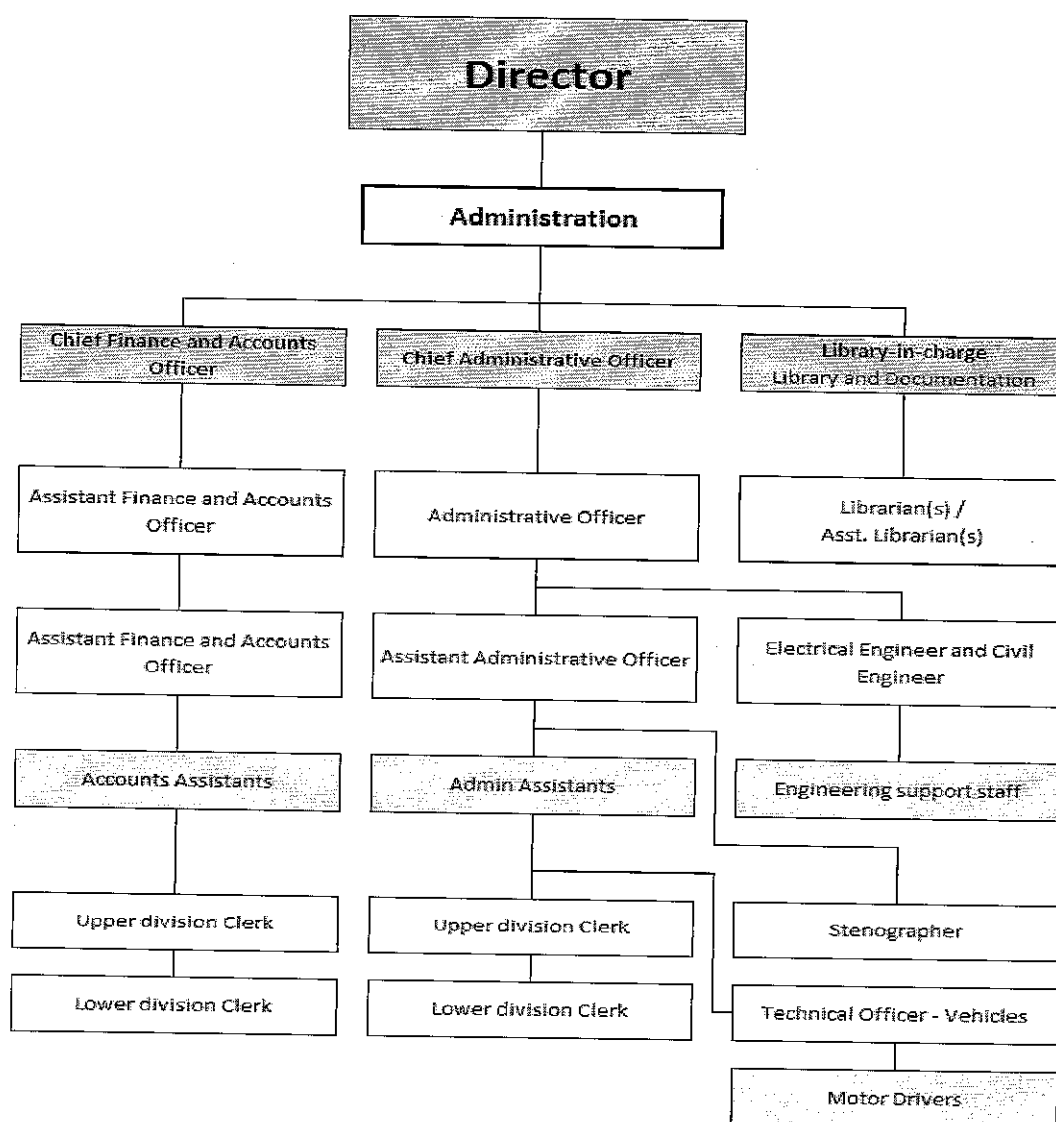 Director
Administration
Chief Finance and Accounts
Officer
Chief Administrative Officer
Library-in-charge
Library and Documentation
Assistant Finance and Accounts
Officer
Administrative Officer
Librarian(s) /
Asst. Librarian(s)
Assistant Finance and Accounts
Officer
Assistant Administrative Officer
Electrical Engineer and Civil
Engineer
Accounts Assistants
Admin Assistants
Engineering support staff
Upper division Clerk
Upper division Clerk
Stenographer
Lower division Clerk
Lower division Clerk
Technical Officer - Vehicles
Motor Drivers